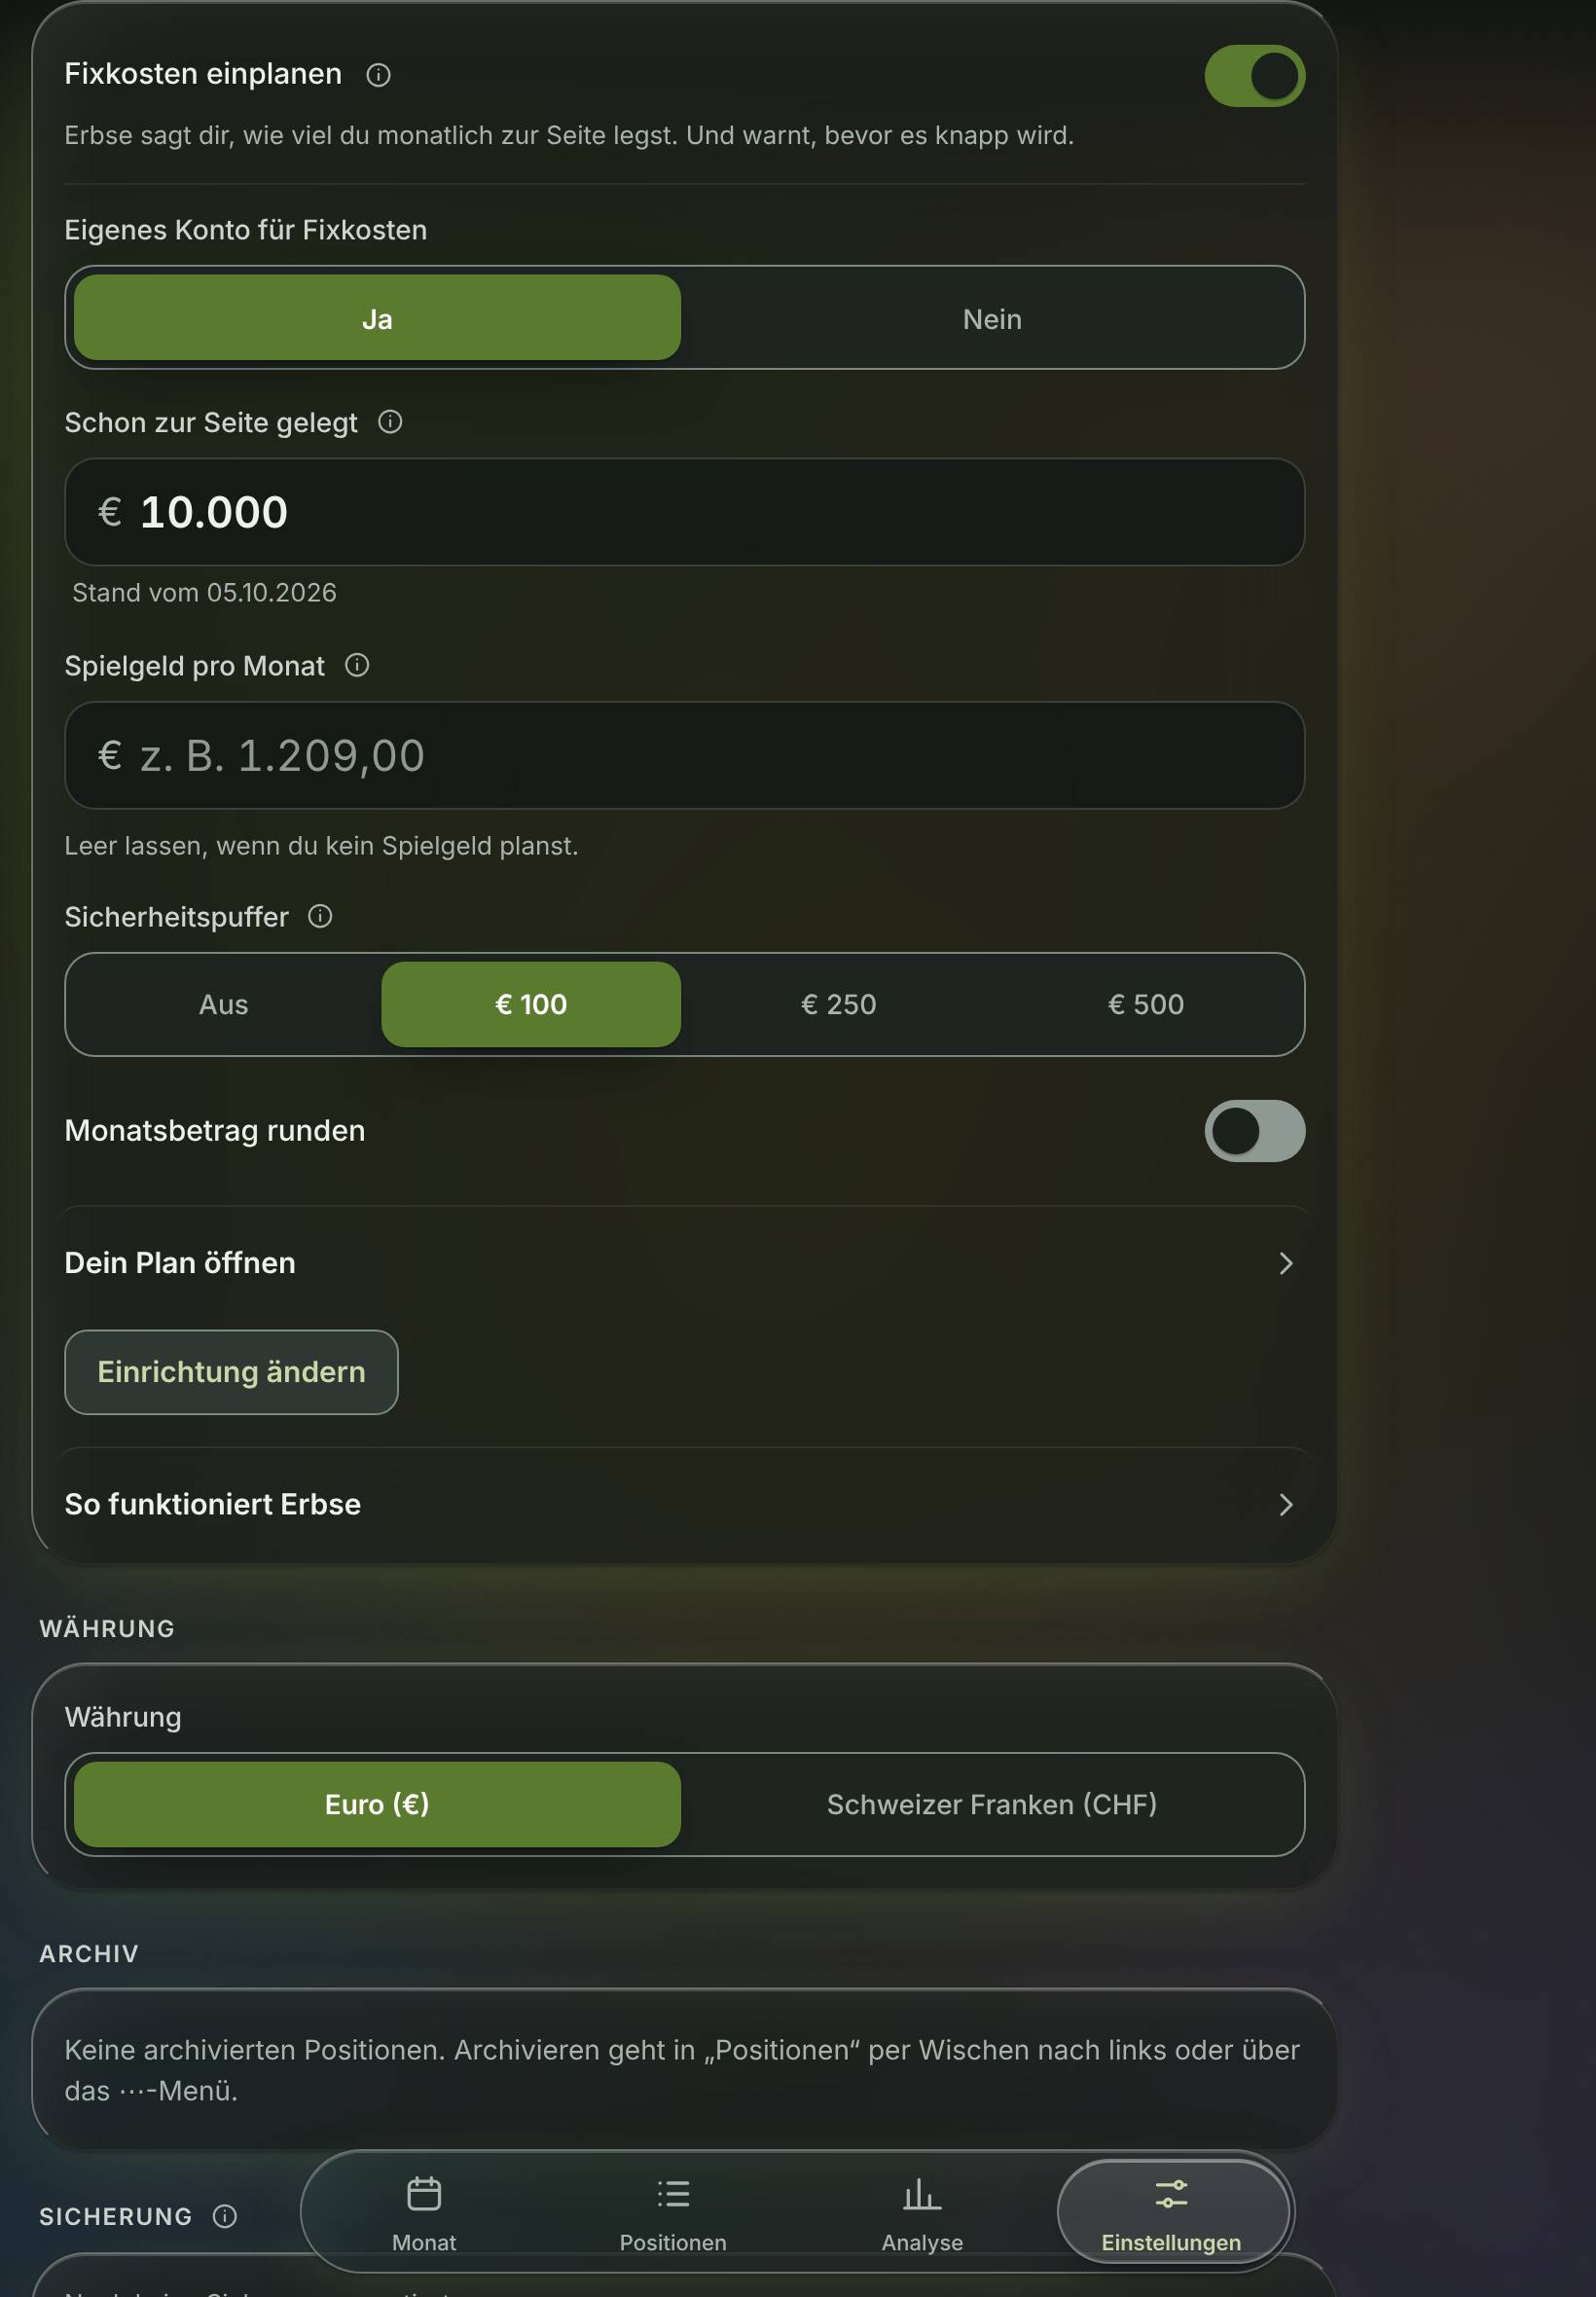 Fixkosten einplanen
Erbse sagt dir, wie viel du monatlich zur Seite legst. Und warnt, bevor es knapp wird.
Eigenes Konto für Fixkosten
Ja
Nein
Schon zur Seite gelegt
€ 10.000
Stand vom 05.10.2026
Spielgeld pro Monat
€ z. B. 1.209,00
Leer lassen, wenn du kein Spielgeld planst.
Sicherheitspuffer
Aus
€ 100
€ 250
€ 500
Monatsbetrag runden
Dein Plan öffnen
Einrichtung ändern
So funktioniert Erbse
WÄHRUNG
Währung
Euro (€)
Schweizer Franken (CHF)
ARCHIV
Keine archivierten Positionen. Archivieren geht in „Positionen“ per Wischen nach links oder über
das ···-Menü.
SICHERUNG
Monat
Positionen
Analyse
Einstellungen